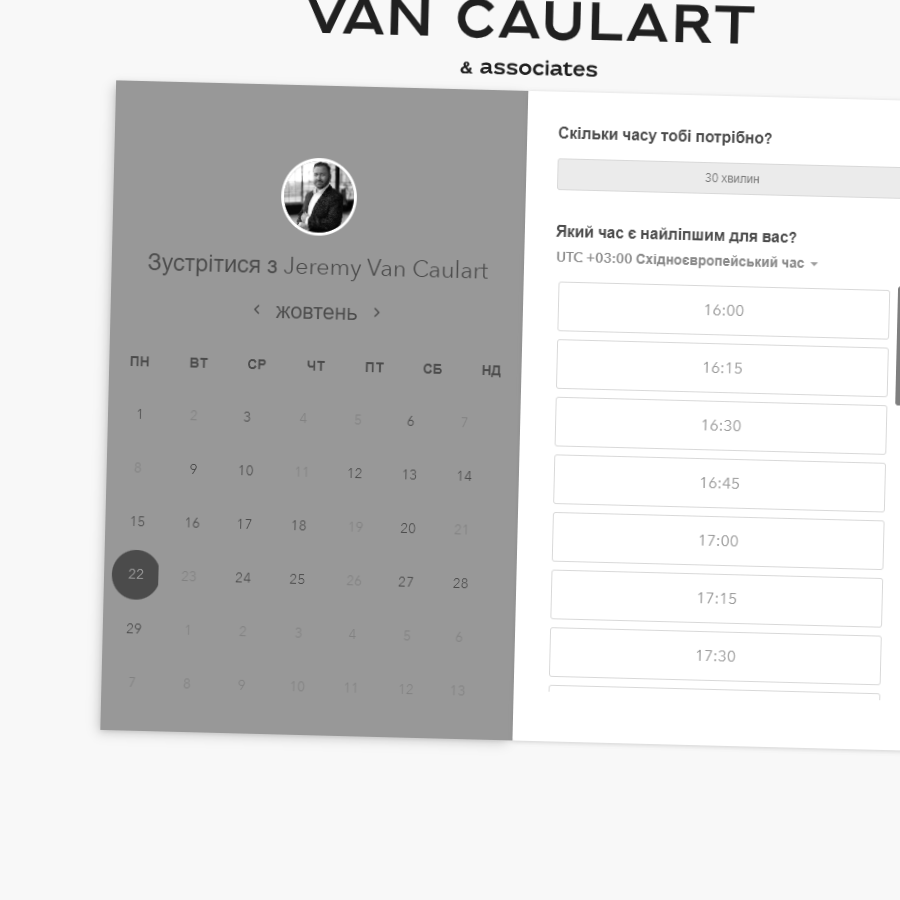 VAN CAULART
& associates
Зустрітися з Jeremy Van Caulart
жовтень
ПН ВТ СР ЧТ ПТ СБ НД
1 2 3 4 5 6 7
8 9 10 11 12 13 14
15 16 17 18 19 20 21
22 23 24 25 26 27 28
29 1 2 3 4 5 6
7 8 9 10 11 12 13
Скільки часу тобі потрібно?
30 хвилин
Який час є найліпшим для вас?
UTC +03:00 Східноєвропейський час
16:00
16:15
16:30
16:45
17:00
17:15
17:30